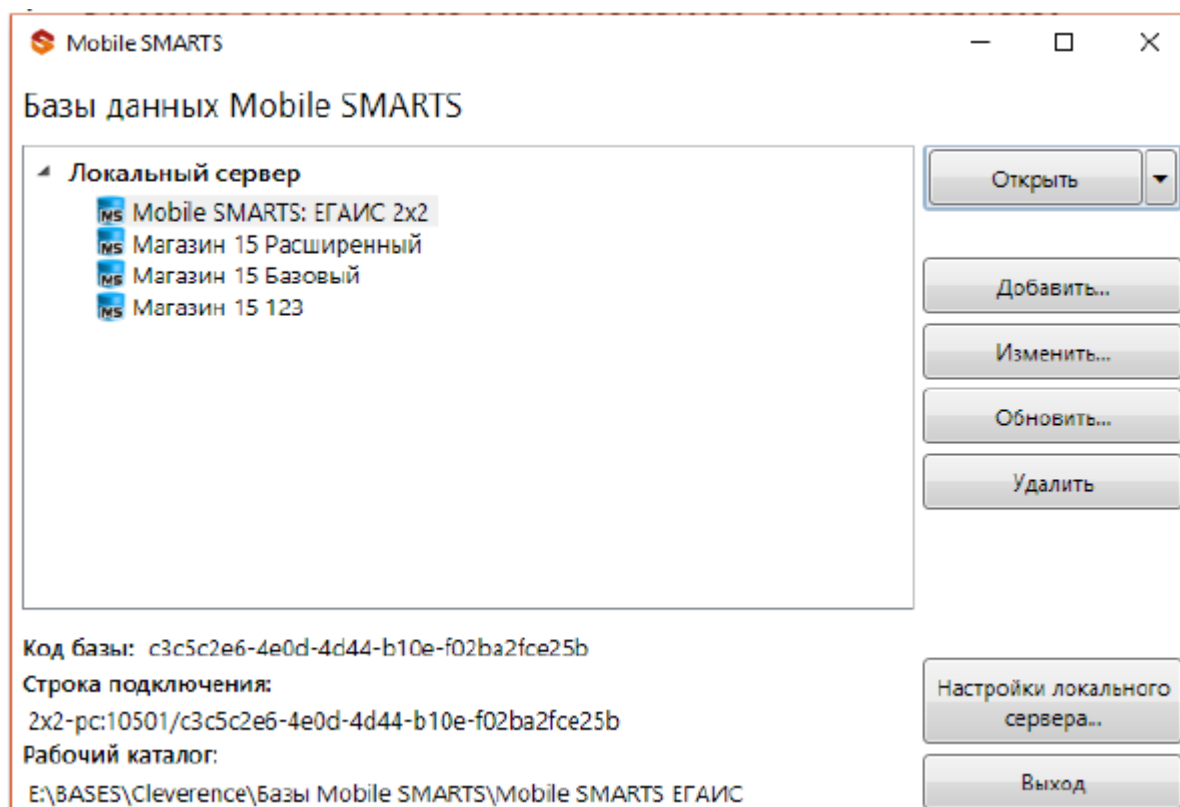 Mobile SMARTS
Базы данных Mobile SMARTS
Локальный сервер
Mobile SMARTS: ЕГАИС 2х2
Магазин 15 Расширенный
Магазин 15 Базовый
Магазин 15 123
Открыть
Добавить...
Изменить...
Обновить...
Удалить
Код базы: c3c5c2e6-4e0d-4d44-b10e-f02ba2fce25b
Строка подключения:
2x2-pc:10501/c3c5c2e6-4e0d-4d44-b10e-f02ba2fce25b
Рабочий каталог:
E:\BASES\Cleverence\Базы Mobile SMARTS\Mobile SMARTS ЕГАИС
Настройки локального
сервера...
Выход